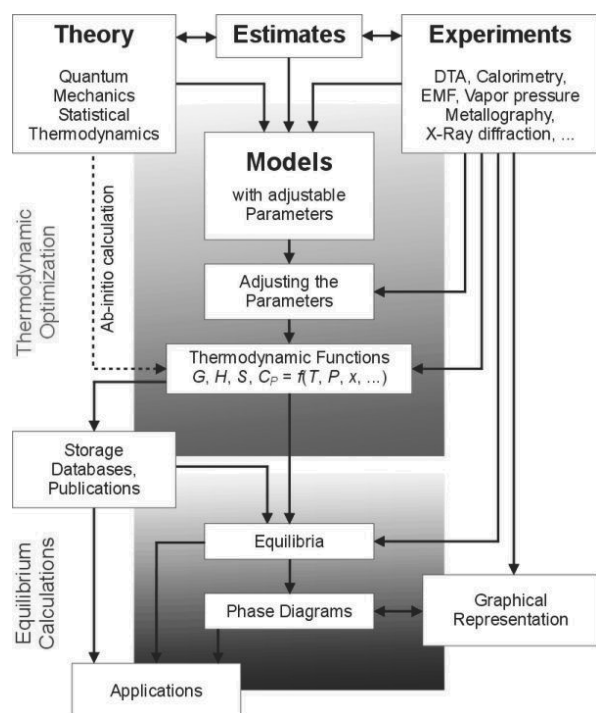 Theory
Quantum
Mechanics
Statistical
Thermodynamics
Estimates
Experiments
DTA, Calorimetry,
EMF, Vapor pressure
Metallography,
X-Ray diffraction, ...
Models
with adjustable
Parameters
Thermodynamic
Optimization
Ab-initio calculation
Adjusting the
Parameters
Thermodynamic Functions
G, H, S, C_P = f(T, P, x, ...)
Storage
Databases,
Publications
Equilibrium
Calculations
Equilibria
Phase Diagrams
Graphical
Representation
Applications